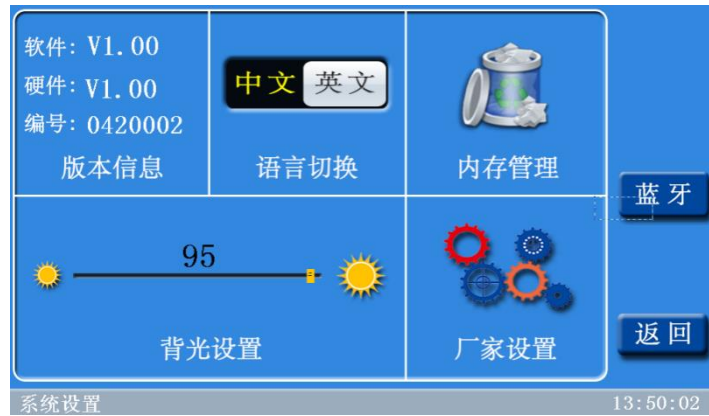 软件: V1.00
硬件: V1.00
编号: 0420002
版本信息
中文 英文
语言切换
内存管理
蓝牙
95
背光设置
厂家设置
返回
系统设置 13:50:02